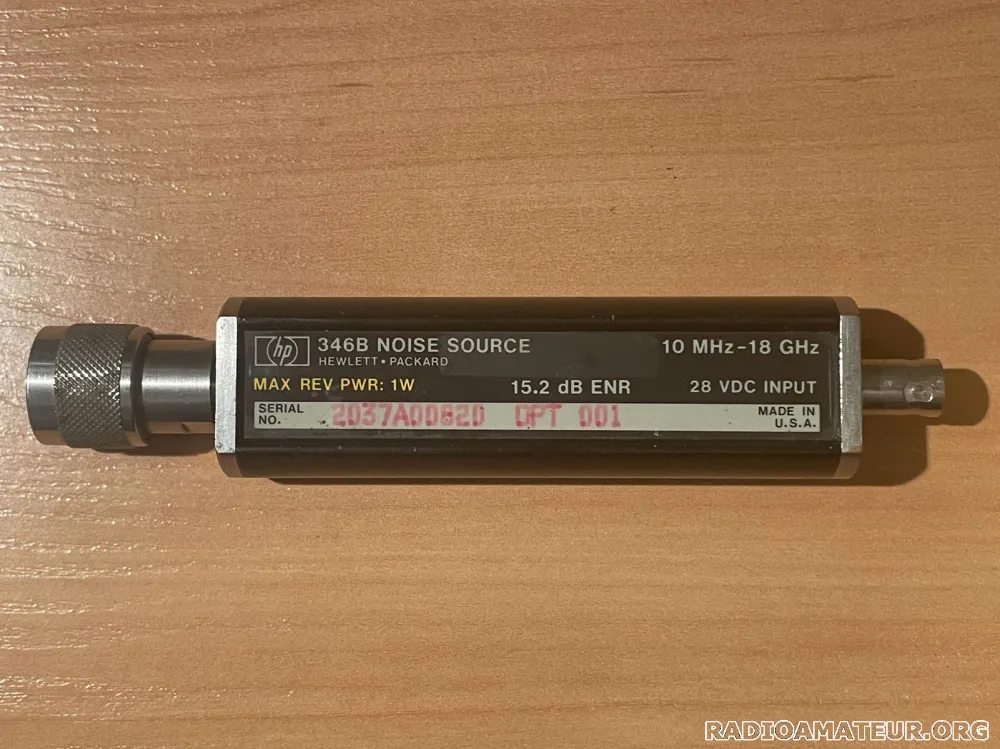 hp 346B NOISE SOURCE 10 MHz-18 GHz
HEWLETT • PACKARD
MAX REV PWR: 1W 15.2 dB ENR 28 VDC INPUT
SERIAL NO. 2037A00820 OPT 001 MADE IN U.S.A.
RADIOAMATEUR.ORG